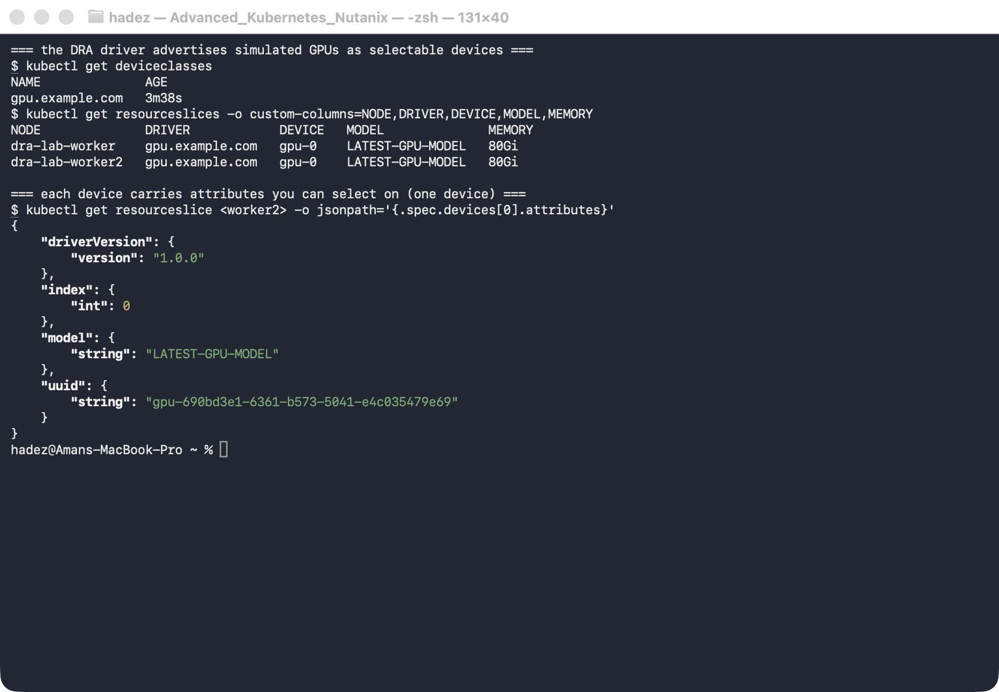 hadez — Advanced_Kubernetes_Nutanix — -zsh — 131×40
=== the DRA driver advertises simulated GPUs as selectable devices ===
$ kubectl get deviceclasses
NAME              AGE
gpu.example.com   3m38s
$ kubectl get resourceslices -o custom-columns=NODE,DRIVER,DEVICE,MODEL,MEMORY
NODE              DRIVER            DEVICE   MODEL              MEMORY
dra-lab-worker    gpu.example.com   gpu-0    LATEST-GPU-MODEL   80Gi
dra-lab-worker2   gpu.example.com   gpu-0    LATEST-GPU-MODEL   80Gi

=== each device carries attributes you can select on (one device) ===
$ kubectl get resourceslice <worker2> -o jsonpath='{.spec.devices[0].attributes}'
{
    "driverVersion": {
        "version": "1.0.0"
    },
    "index": {
        "int": 0
    },
    "model": {
        "string": "LATEST-GPU-MODEL"
    },
    "uuid": {
        "string": "gpu-690bd3e1-6361-b573-5041-e4c035479e69"
    }
}
hadez@Amans-MacBook-Pro ~ %